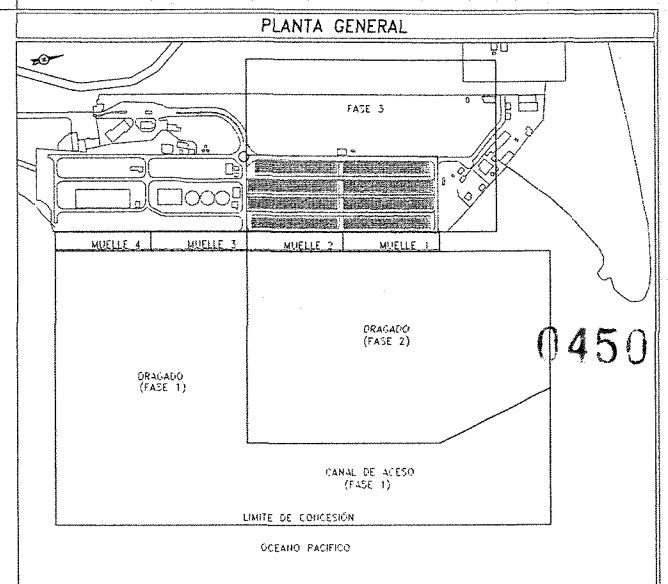 PLANTA GENERAL
FASE 3
MUELLE 4 MUELLE 3 MUELLE 2 MUELLE 1
DRAGADO
(FASE 2)
0450
DRAGADO
(FASE 1)
CANAL DE ACESO
(FASE 1)
LIMITE DE CONCESIÓN
OCEANO PACIFICO